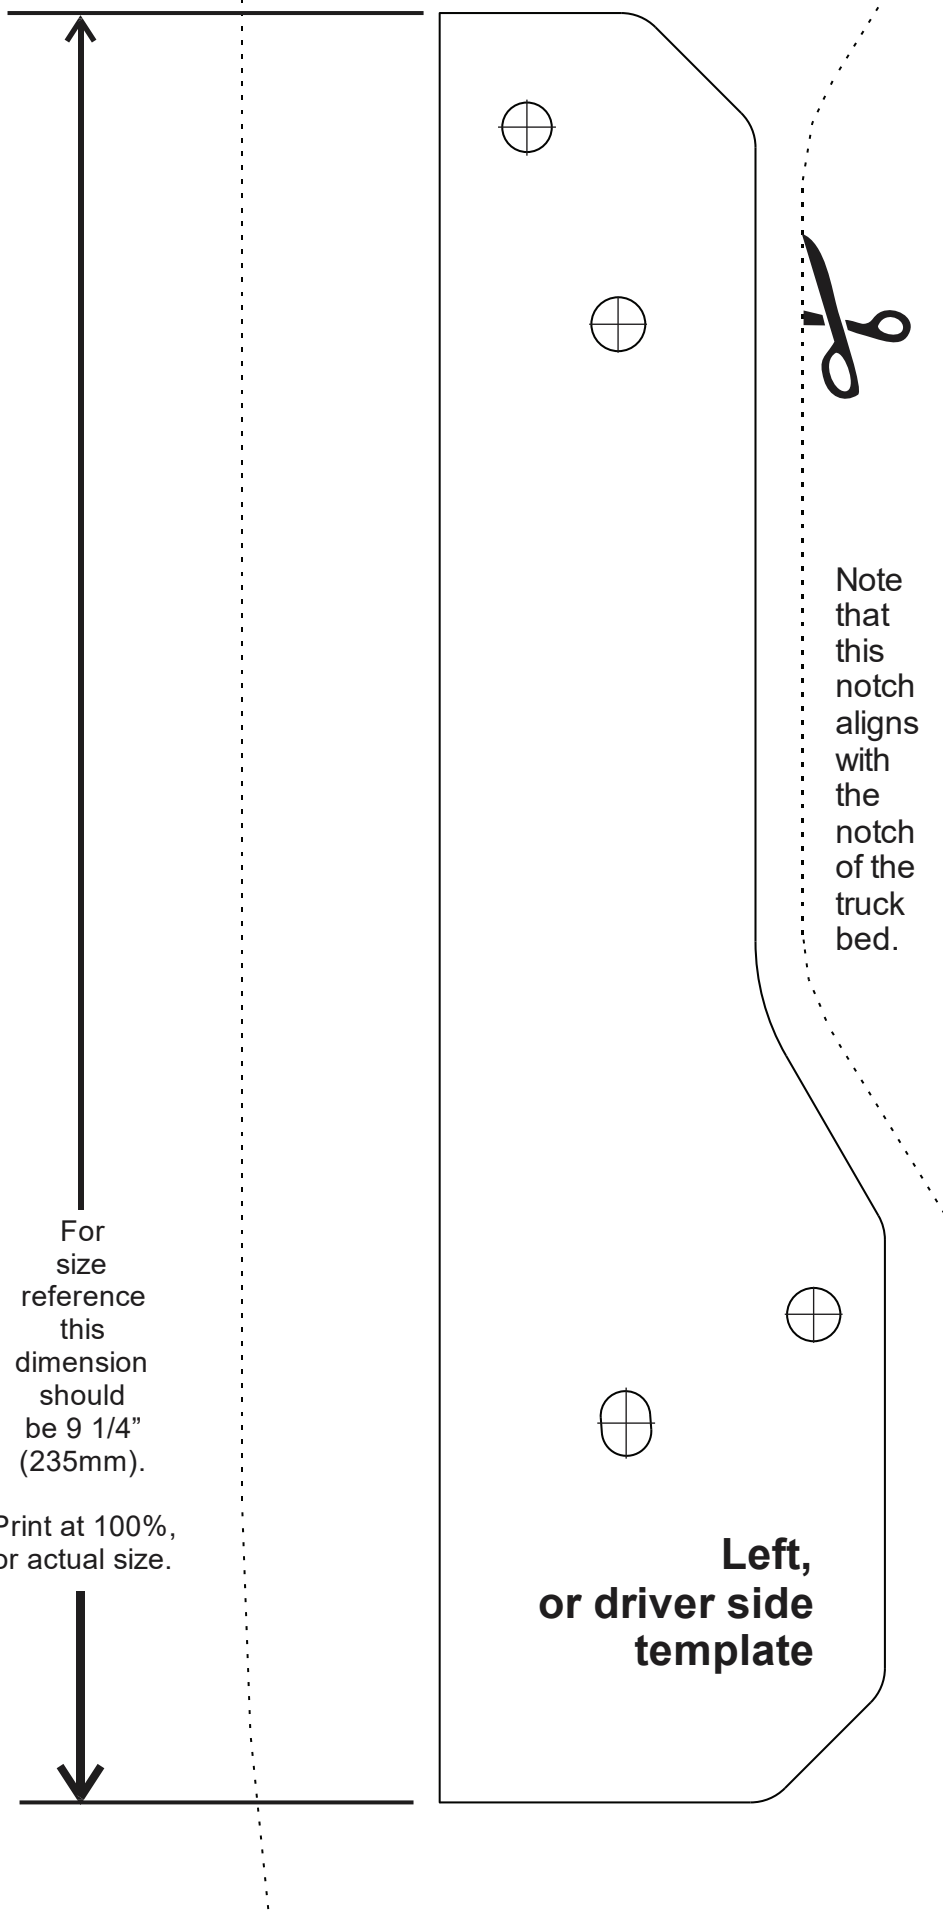 Note
that
this
notch
aligns
with
the
notch
of the
truck
bed.
For
size
reference
this
dimension
should
be 9 1/4”
(235mm).
Print at 100%,
or actual size.
Left,
or driver side
template